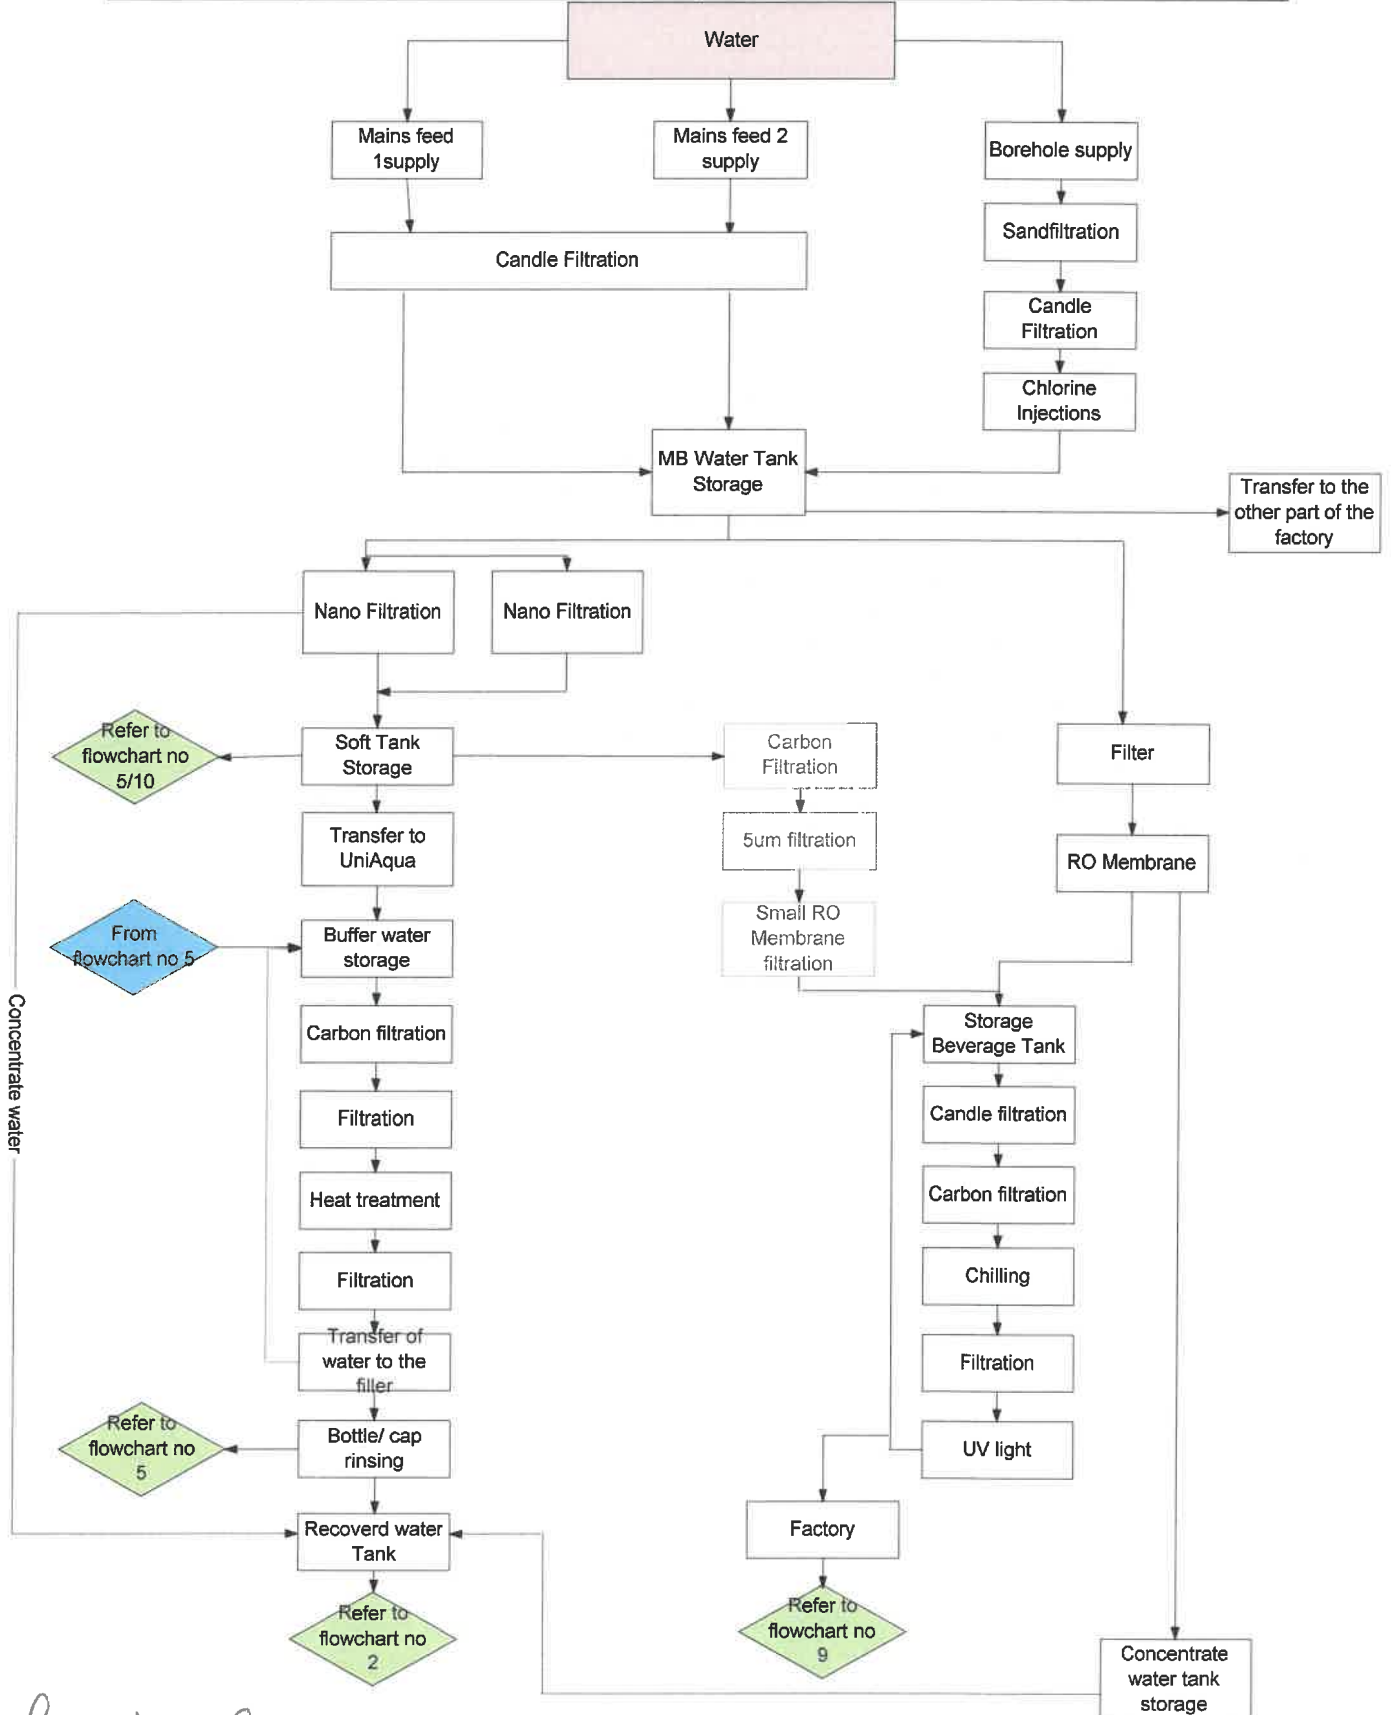 Water
Mains feed
1supply
Mains feed 2
supply
Borehole supply
Candle Filtration
Sandfiltration
Candle
Filtration
Chlorine
Injections
MB Water Tank
Storage
Transfer to the
other part of the
factory
Nano Filtration
Nano Filtration
Refer to
flowchart no
5/10
Soft Tank
Storage
Carbon
Filtration
Filter
Transfer to
UniAqua
5um filtration
RO Membrane
From
flowchart no 5
Buffer water
storage
Small RO
Membrane
filtration
Concentrate water
Carbon filtration
Storage
Beverage Tank
Filtration
Candle filtration
Heat treatment
Carbon filtration
Filtration
Chilling
Transfer of
water to the
filler
Filtration
Refer to
flowchart no
5
Bottle/ cap
rinsing
UV light
Recoverd water
Tank
Factory
Refer to
flowchart no
2
Refer to
flowchart no
9
Concentrate
water tank
storage